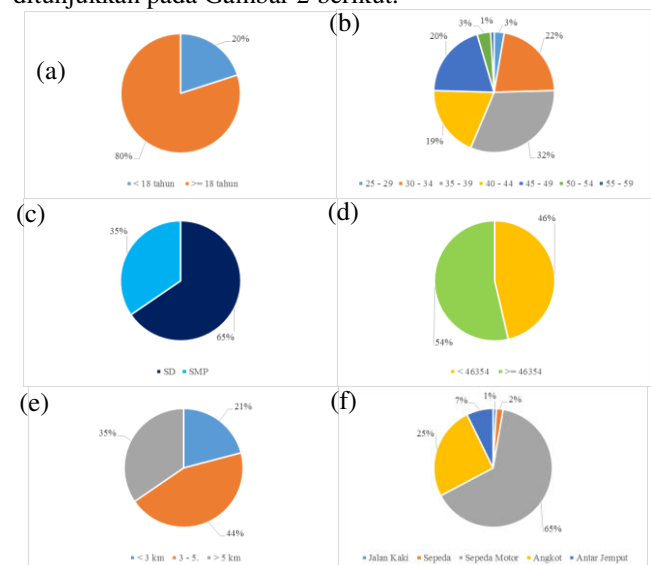 ditunjukkan pada Gambar 2 berikut.
(a)
20%
80%
< 18 tahun >= 18 tahun
(b)
3% 1% 3%
20% 22%
19% 32%
25 - 29 30 - 34 35 - 39 40 - 44 45 - 49 50 - 54 55 - 59
(c)
35%
65%
SD SMP
(d)
46%
54%
< 46354 >= 46354
(e)
21%
35%
44%
< 3 km 3 - 5. > 5 km
(f)
7% 1% 2%
25%
65%
Jalan Kaki Sepeda Sepeda Motor Angkot Antar Jemput